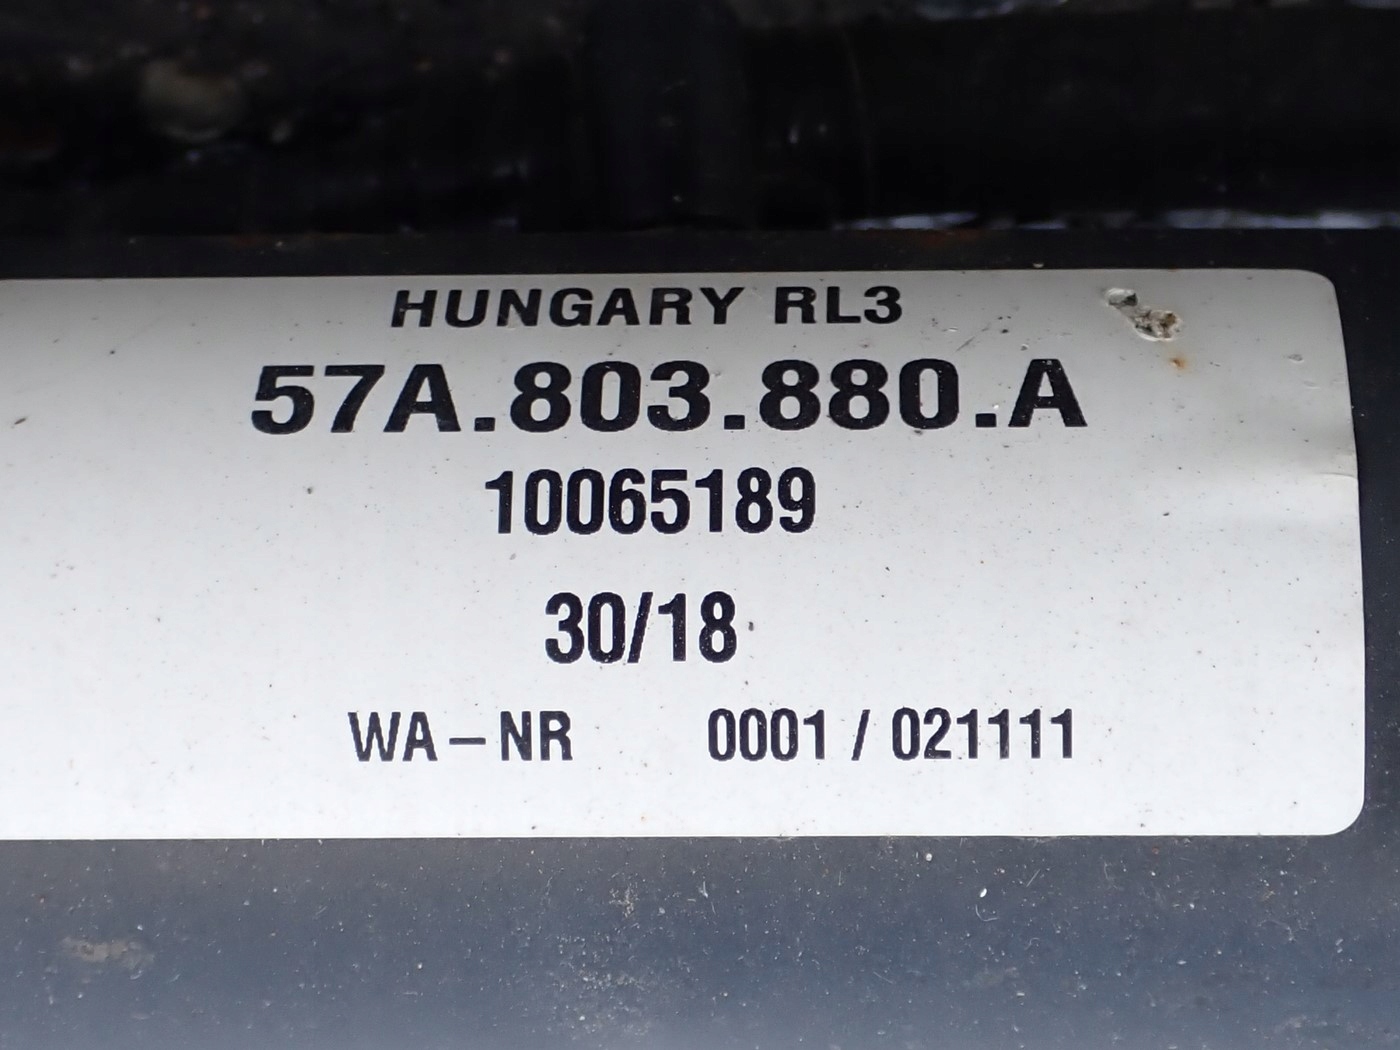 HUNGARY RL3
57A.803.880.A
10065189
30/18
WA-NR 0001 / 021111